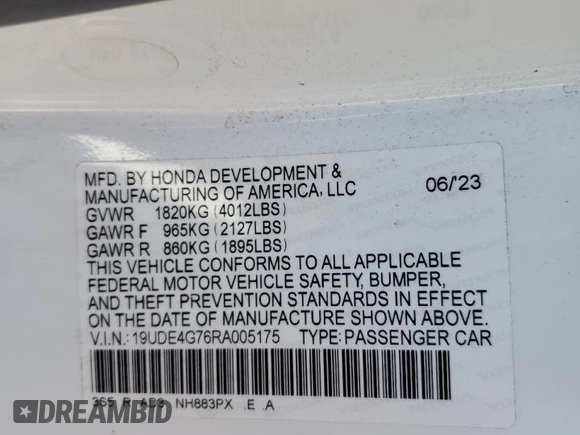 MFD. BY HONDA DEVELOPMENT &
MANUFACTURING OF AMERICA, LLC 06/'23
GVWR 1820KG (4012LBS)
GAWR F 965KG (2127LBS)
GAWR R 860KG (1895LBS)
THIS VEHICLE CONFORMS TO ALL APPLICABLE
FEDERAL MOTOR VEHICLE SAFETY, BUMPER,
AND THEFT PREVENTION STANDARDS IN EFFECT
ON THE DATE OF MANUFACTURE SHOWN ABOVE.
V.I.N.: 19UDE4G76RA005175 TYPE: PASSENGER CAR
NH883PX E A
DREAMBID